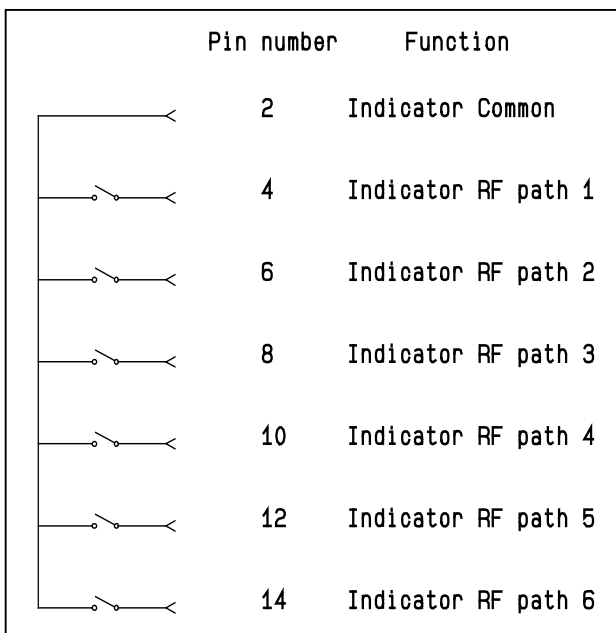 Pin number Function
2 Indicator Common
4 Indicator RF path 1
6 Indicator RF path 2
8 Indicator RF path 3
10 Indicator RF path 4
12 Indicator RF path 5
14 Indicator RF path 6